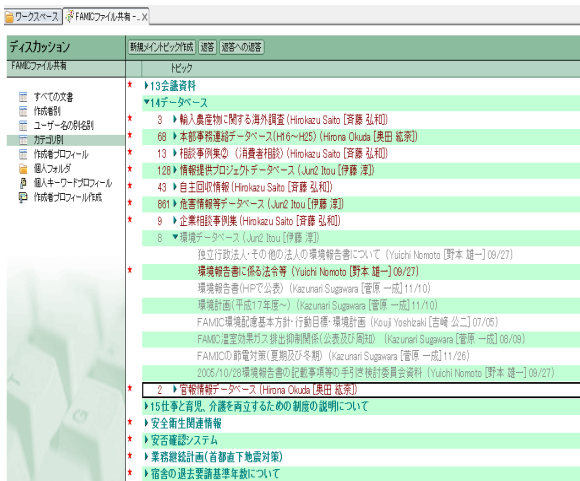 ワークスペース FAMICファイル共有 - .. X
ディスカッション 新規メイントピック作成 返答 返答への返答
FAMICファイル共有 トピック
すべての文書
作成者別
ユーザー名の別名別
カテゴリ別
作成者プロフィール
個人フォルダ
個人キーワードプロフィール
作成者プロフィール作成
* 13会議資料
14データベース
* 3 輸入農産物に関する海外調査 (Hirokazu Saito [斉藤 弘和])
* 68 本部事務連絡データベース(H16～H25) (Hirona Okuda [奥田 紘奈])
* 13 相談事例集② (消費者相談) (Hirokazu Saito [斉藤 弘和])
* 128 情報提供プロジェクトデータベース (Jun2 Itou [伊藤 淳])
* 43 自主回収情報 (Hirokazu Saito [斉藤 弘和])
* 861 危害情報等データベース (Jun2 Itou [伊藤 淳])
* 9 企業相談事例集 (Hirokazu Saito [斉藤 弘和])
8 環境データベース (Jun2 Itou [伊藤 淳])
独立行政法人・その他の法人の環境報告書について (Yuichi Nomoto [野本 雄一] 09/27)
* 環境報告書に係る法令等 (Yuichi Nomoto [野本 雄一] 09/27)
環境報告書(HPで公表) (Kazunari Sugawara [菅原 一成] 11/10)
環境計画(平成17年度～) (Kazunari Sugawara [菅原 一成] 11/10)
FAMIC環境配慮基本方針・行動目標・環境計画 (Kouji Yoshizaki [吉崎 公二] 07/05)
FAMIC温室効果ガス排出抑制関係(公表及び周知) (Kazunari Sugawara [菅原 一成] 08/09)
FAMICの節電対策(夏期及び冬期) (Kazunari Sugawara [菅原 一成] 11/26)
2005/10/28環境報告書の記載事項等の手引き検討委員会資料 (Yuichi Nomoto [野本 雄一] 09/27)
* 2 官報情報データベース (Hirona Okuda [奥田 紘奈])
15仕事と育児、介護を両立するための制度の説明について
* 安全衛生関連情報
* 安否確認システム
* 業務継続計画(首都直下地震対策)
* 宿舎の退去要請基準年数について